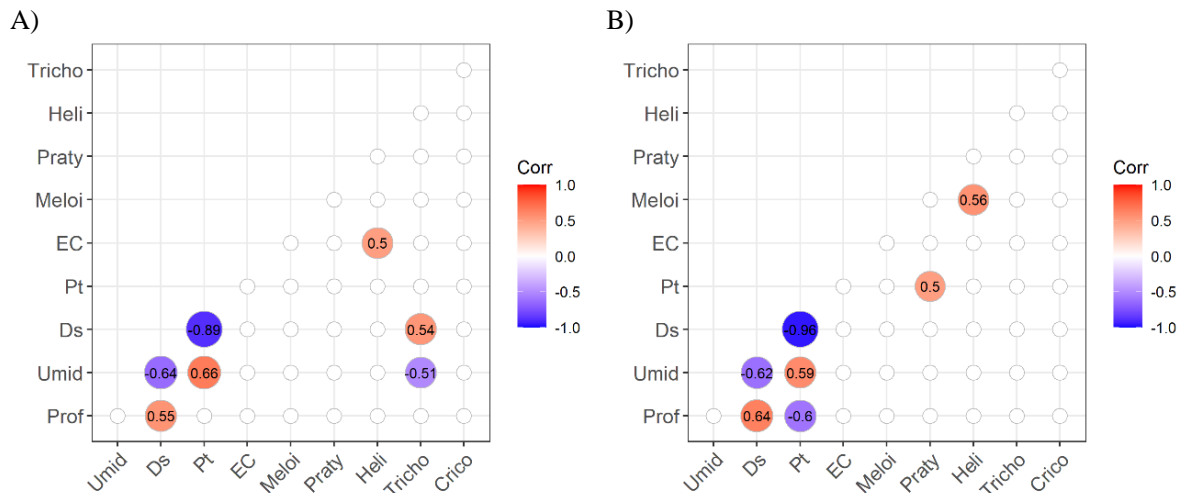 A)
Tricho
Heli
Praty
Meloi
EC
Pt
Ds
Umid
Prof
0.5
-0.89
0.54
-0.64
0.66
-0.51
0.55
Umid
Ds
Pt
EC
Meloi
Praty
Heli
Tricho
Crico
Corr
1.0
0.5
0.0
-0.5
-1.0
B)
Tricho
Heli
Praty
Meloi
EC
Pt
Ds
Umid
Prof
0.56
0.5
-0.96
-0.62
0.59
0.64
-0.6
Umid
Ds
Pt
EC
Meloi
Praty
Heli
Tricho
Crico
Corr
1.0
0.5
0.0
-0.5
-1.0